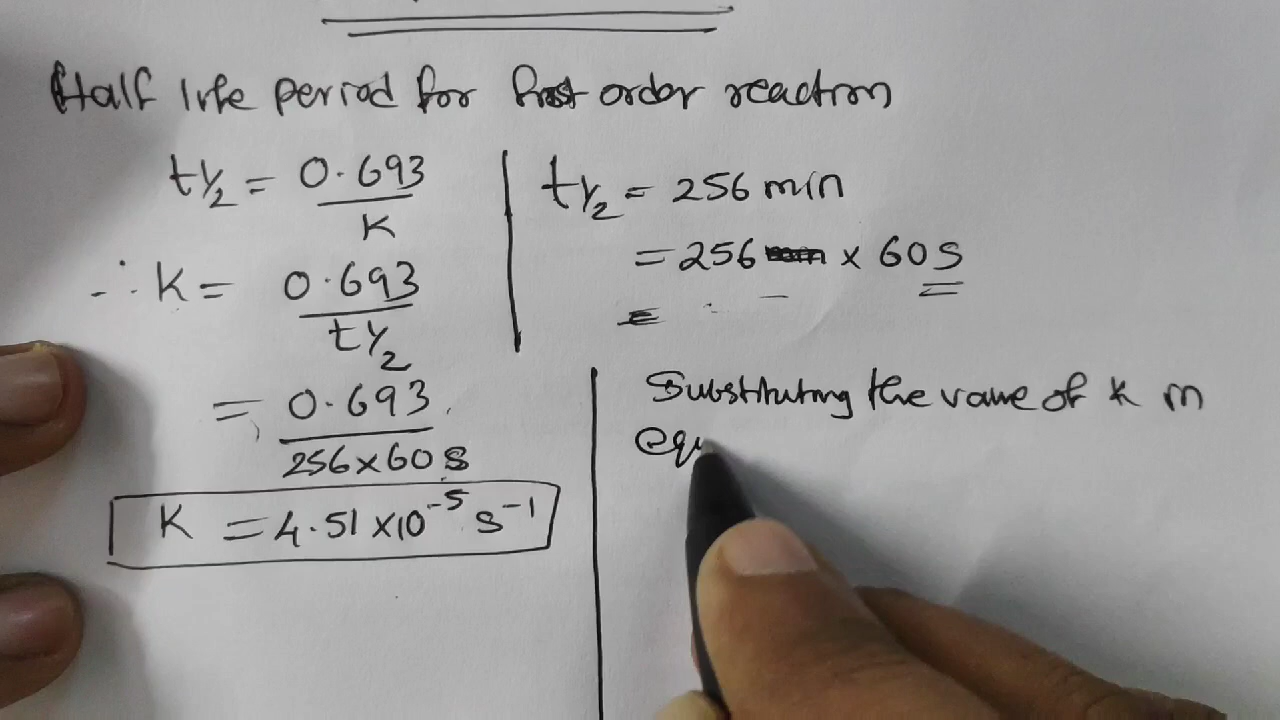 Half life period for first order reaction
t½ = 0.693 / K
∴ K = 0.693 / t½
= 0.693 / 256 x 60 s
K = 4.51 x 10⁻⁵ s⁻¹
t½ = 256 min
= 256 x 60 s
=
Substituting the value of k in
equ